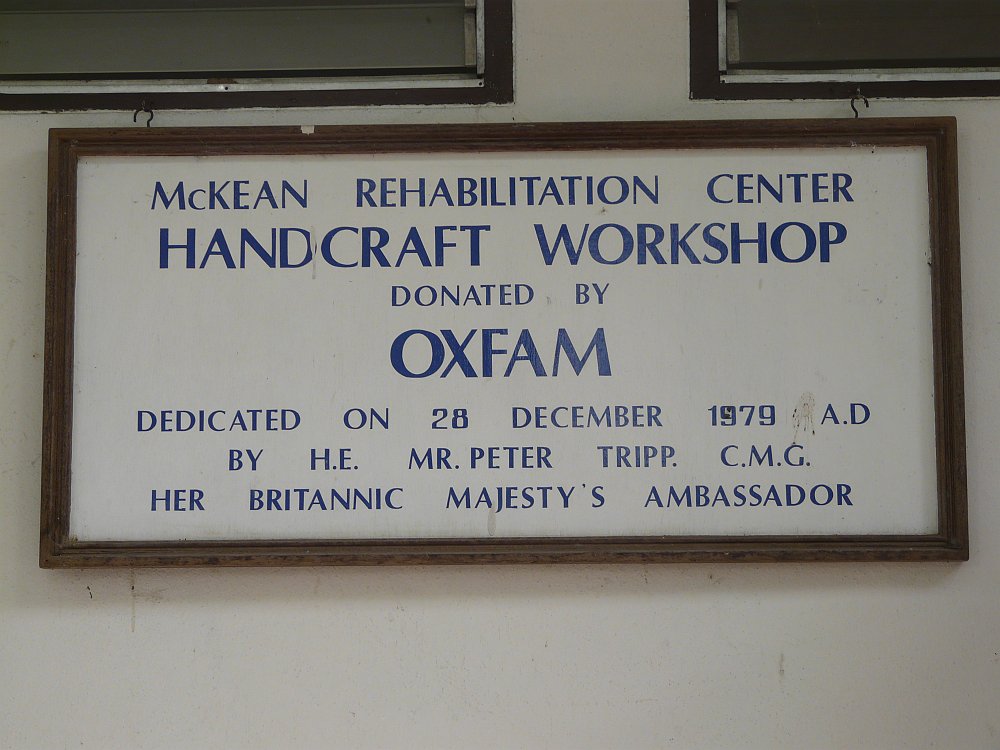 McKEAN REHABILITATION CENTER
HANDCRAFT WORKSHOP
DONATED BY
OXFAM
DEDICATED ON 28 DECEMBER 1979 A.D
BY H.E. MR. PETER TRIPP. C.M.G.
HER BRITANNIC MAJESTY'S AMBASSADOR